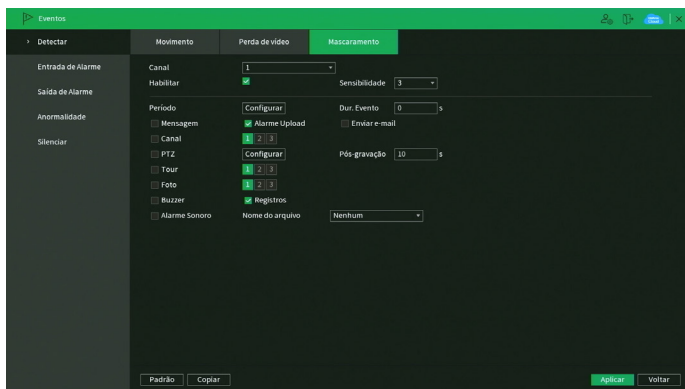 Eventos
Detectar
Movimento Perda de vídeo Mascaramento
Entrada de Alarme
Saída de Alarme
Anormalidade
Silenciar
Canal 1
Habilitar Sensibilidade 3
Período Configurar Dur. Evento 0 s
Mensagem Alarme Upload Enviar e-mail
Canal 1 2 3
PTZ Configurar Pós-gravação 10 s
Tour 1 2 3
Foto 1 2 3
Buzzer Registros
Alarme Sonoro Nome do arquivo Nenhum
Padrão Copiar Aplicar Voltar